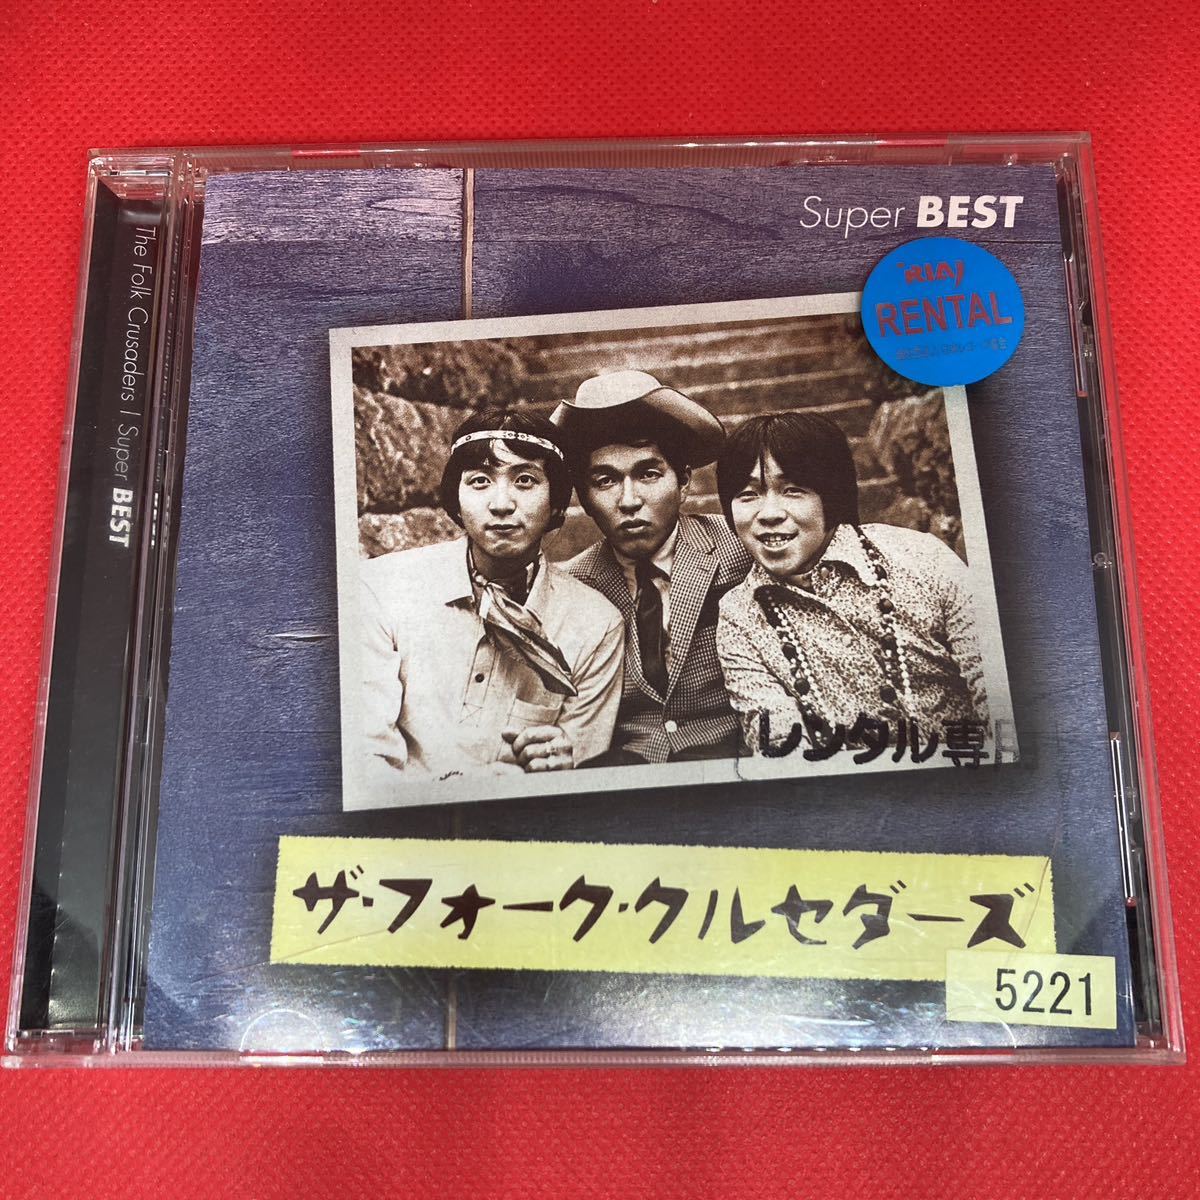 Super BEST
RIAJ
RENTAL
The Folk Crusaders | Super BEST
レンタル専用
ザ・フォーク・クルセダーズ
5221